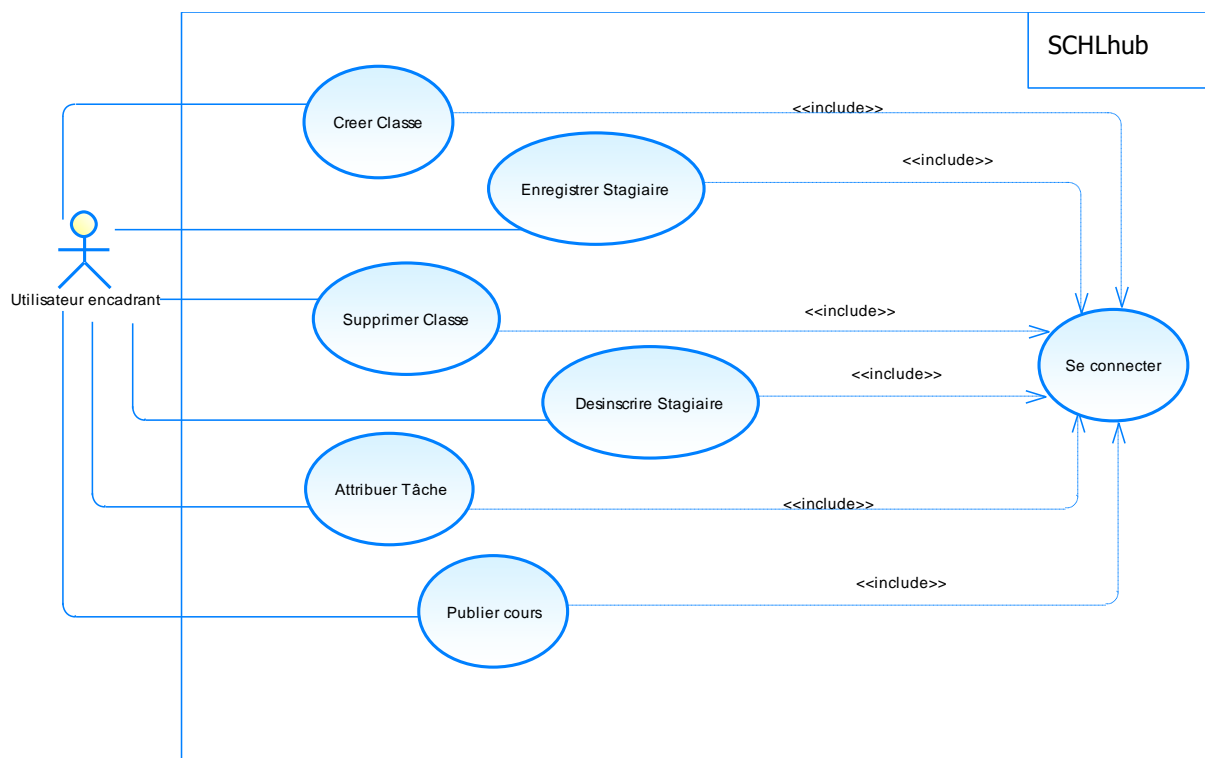 SCHLhub
Creer Classe
<<include>>
Enregistrer Stagiaire
<<include>>
Utilisateur encadrant
Supprimer Classe
<<include>>
Se connecter
Desinscrire Stagiaire
<<include>>
Attribuer Tâche
<<include>>
Publier cours
<<include>>